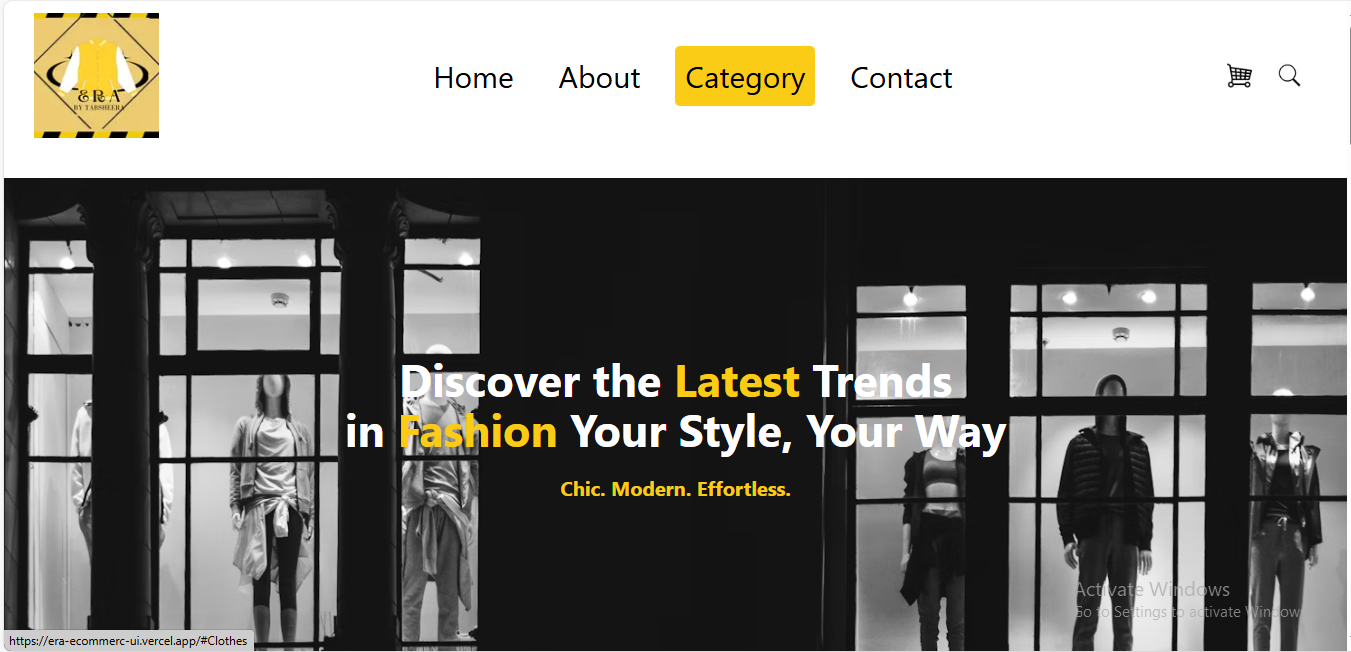 ERA
BY TABSHEERA
Home
About
Category
Contact
Discover the Latest Trends
in Fashion Your Style, Your Way
Chic. Modern. Effortless.
Activate Windows
Go to Settings to activate Window
https://era-ecommerc-ui.vercel.app/#Clothes